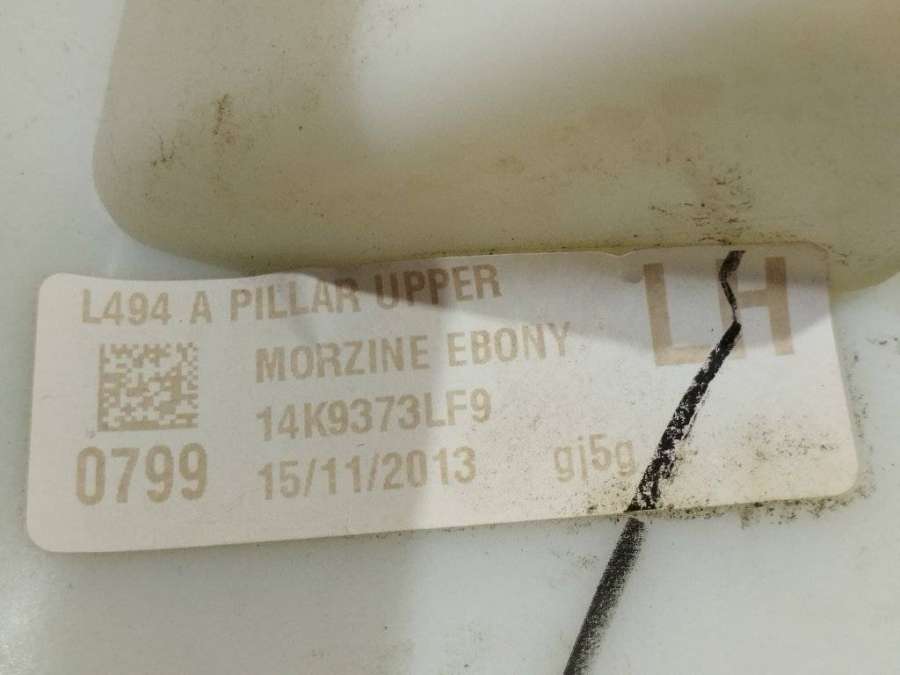 L494 A PILLAR UPPER
LH
MORZINE EBONY
14K9373LF9
0799
15/11/2013
gj5g